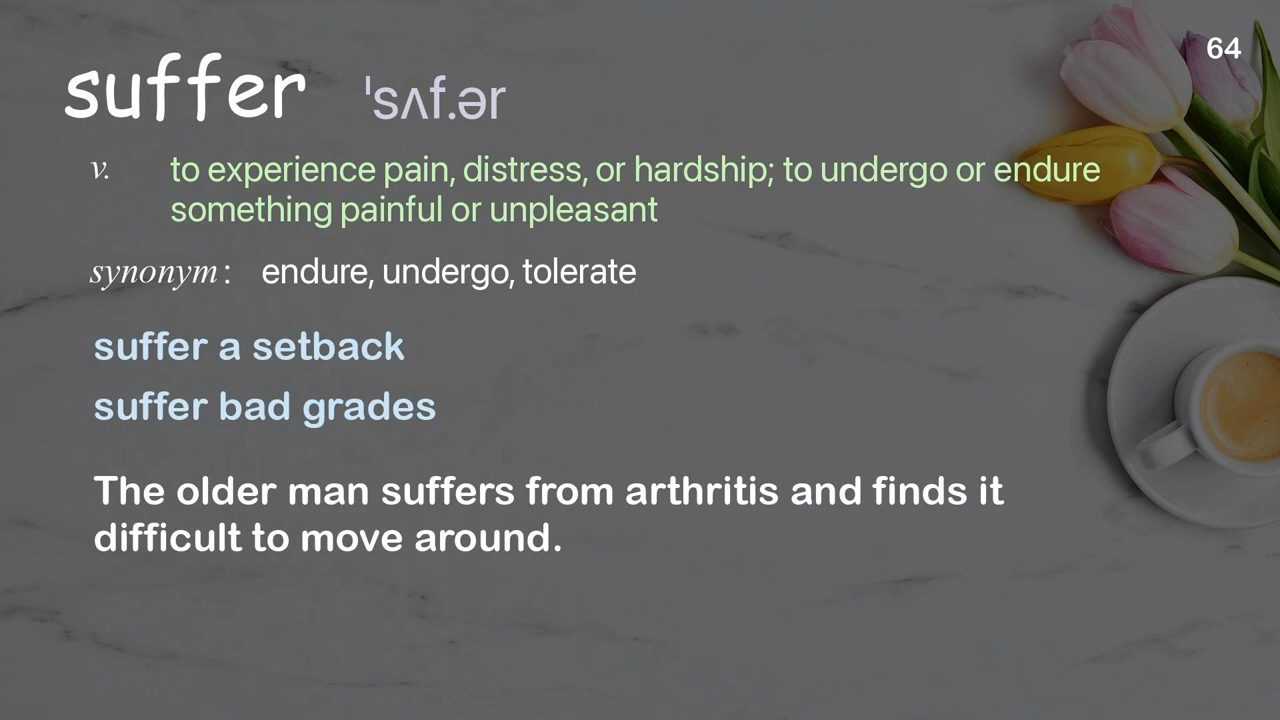 64
suffer ˈsʌf.ər
v. to experience pain, distress, or hardship; to undergo or endure
something painful or unpleasant
synonym : endure, undergo, tolerate
suffer a setback
suffer bad grades
The older man suffers from arthritis and finds it
difficult to move around.